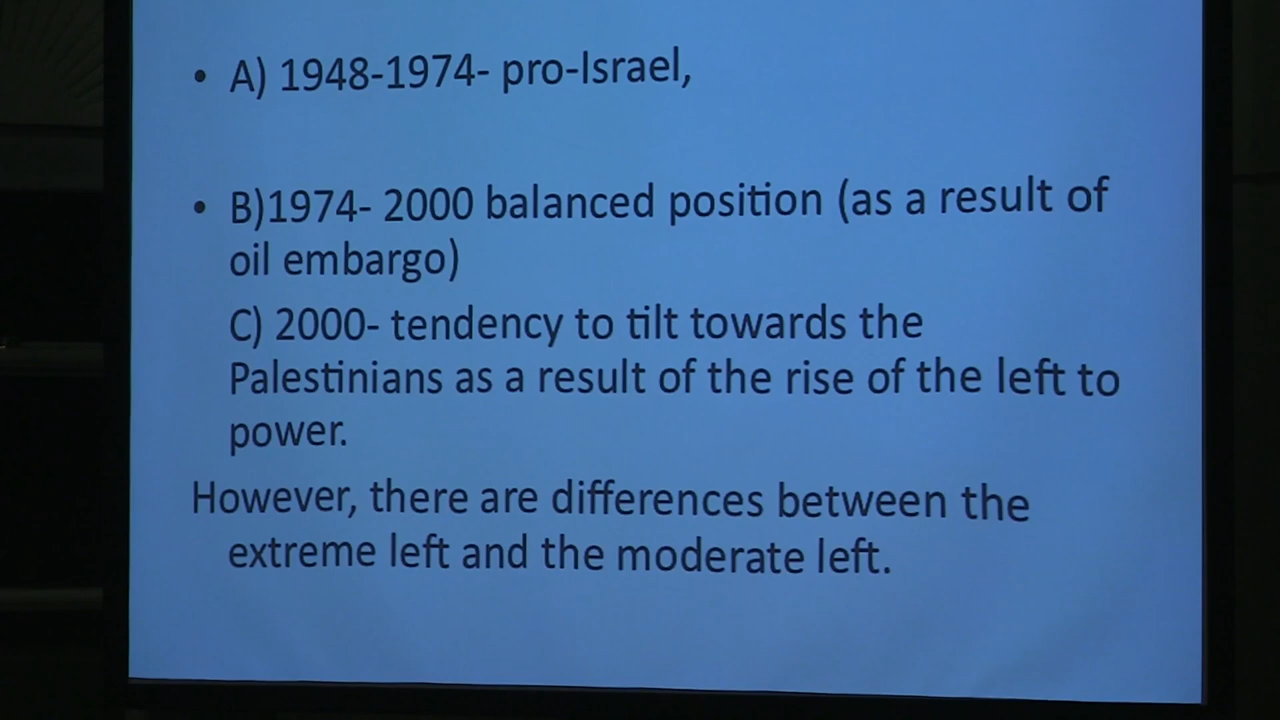 • A) 1948-1974- pro-Israel,
• B)1974- 2000 balanced position (as a result of
oil embargo)
C) 2000- tendency to tilt towards the
Palestinians as a result of the rise of the left to
power.
However, there are differences between the
extreme left and the moderate left.